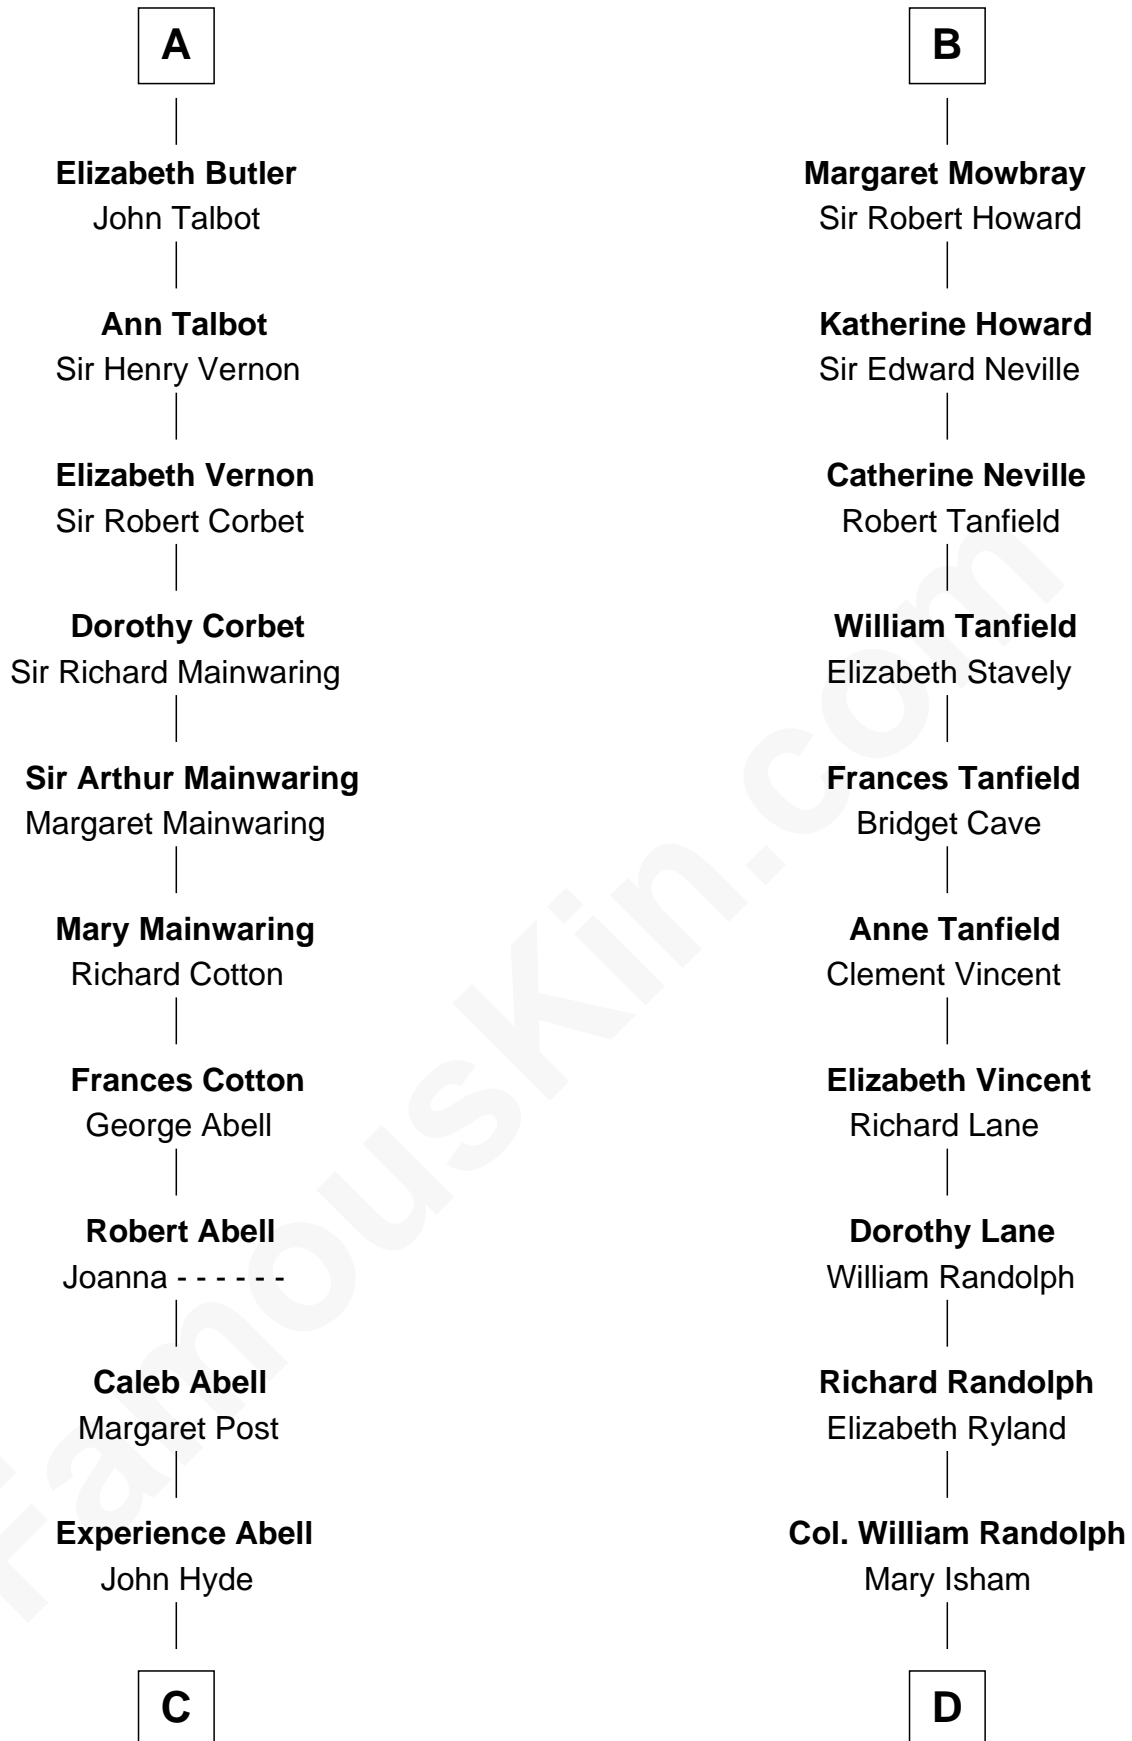 A
Elizabeth Butler
John Talbot
Ann Talbot
Sir Henry Vernon
Elizabeth Vernon
Sir Robert Corbet
Dorothy Corbet
Sir Richard Mainwaring
Sir Arthur Mainwaring
Margaret Mainwaring
Mary Mainwaring
Richard Cotton
Frances Cotton
George Abell
Robert Abell
Joanna - - - - - -
Caleb Abell
Margaret Post
Experience Abell
John Hyde
C
B
Margaret Mowbray
Sir Robert Howard
Katherine Howard
Sir Edward Neville
Catherine Neville
Robert Tanfield
William Tanfield
Elizabeth Stavely
Frances Tanfield
Bridget Cave
Anne Tanfield
Clement Vincent
Elizabeth Vincent
Richard Lane
Dorothy Lane
William Randolph
Richard Randolph
Elizabeth Ryland
Col. William Randolph
Mary Isham
D
FamousKin.com